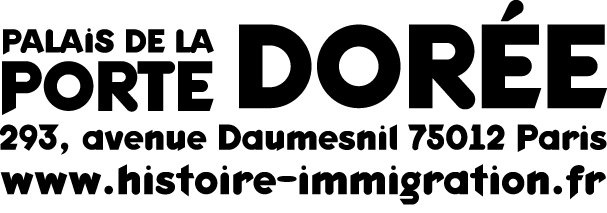 PALAiS DE LA
PORTE DORÉE
293, avenue Daumesnil 75012 Paris
www.histoire-immigration.fr